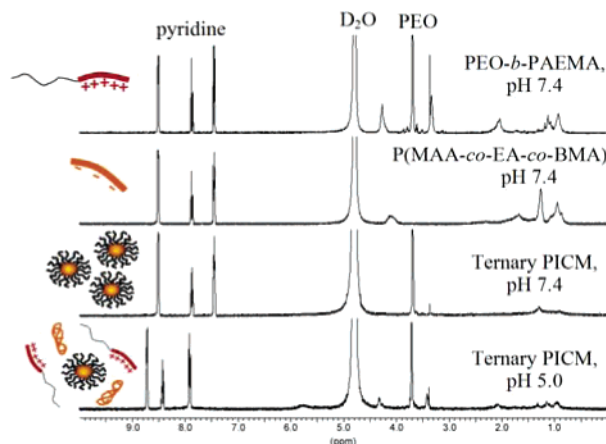 pyridine
D₂O
PEO
PEO-b-PAEMA,
pH 7.4
P(MAA-co-EA-co-BMA)
pH 7.4
Ternary PICM,
pH 7.4
Ternary PICM,
pH 5.0
9.0 8.0 7.0 6.0 5.0 4.0 3.0 2.0 1.0
(ppm)